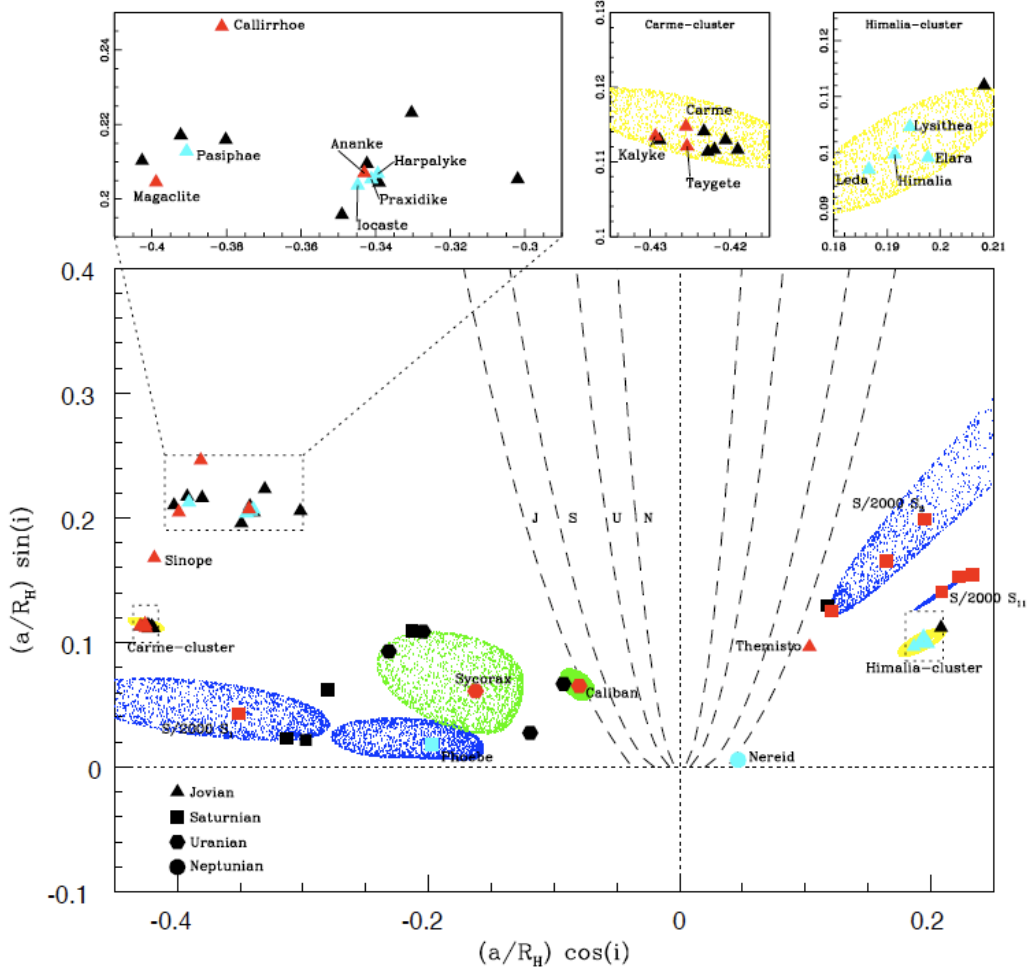 Callirrhoe
Pasiphae
Magaclite
Ananke
Harpalyke
Praxidike
Iocaste
0.24
0.22
0.2
-0.4
-0.38
-0.36
-0.34
-0.32
-0.3
Carme-cluster
Carme
Kalyke
Taygete
0.13
0.12
0.11
0.1
-0.43
-0.42
Himalia-cluster
Lysithea
Elara
Leda
Himalia
0.11
0.1
0.09
0.18
0.19
0.2
0.21
0.4
0.3
0.2
0.1
0
-0.1
(a/R_H) sin(i)
J S U N
S/2000 S
Sinope
S/2000 S_11
Carme-cluster
Themisto
Himalia-cluster
Sycorax
Caliban
S/2000 S
Phoebe
Nereid
Jovian
Saturnian
Uranian
Neptunian
-0.4
-0.2
0
0.2
(a/R_H) cos(i)